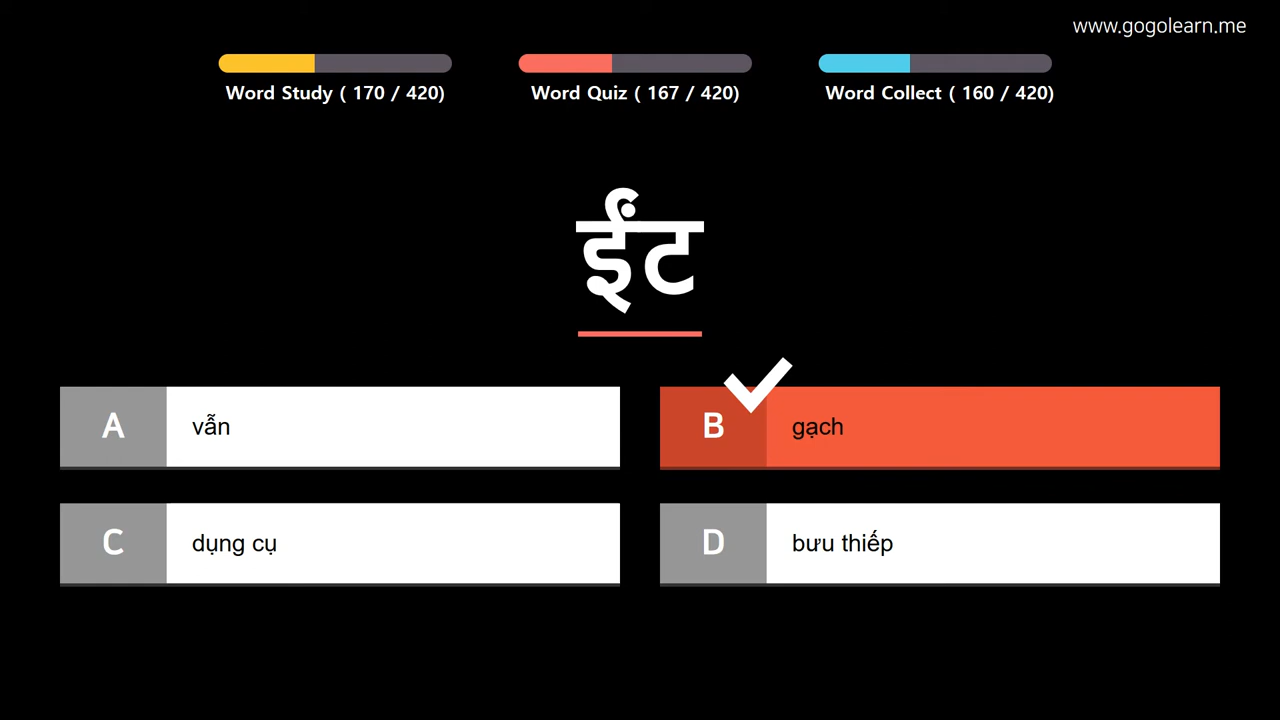 www.gogolearn.me
Word Study ( 170 / 420)
Word Quiz ( 167 / 420)
Word Collect ( 160 / 420)
ईंट
A
vẫn
B
gạch
C
dụng cụ
D
bưu thiếp